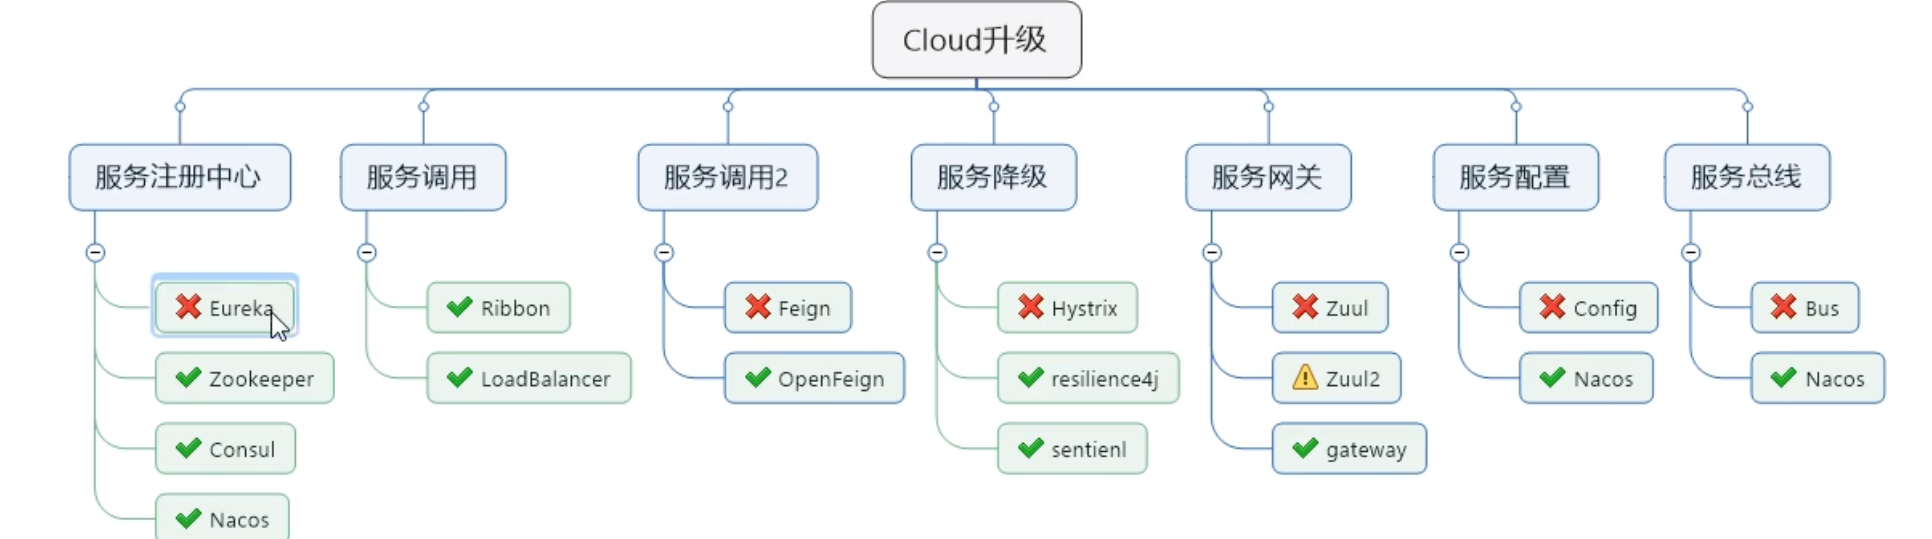 Cloud升级
服务注册中心
服务调用
服务调用2
服务降级
服务网关
服务配置
服务总线
Eureka
Zookeeper
Consul
Nacos
Ribbon
LoadBalancer
Feign
OpenFeign
Hystrix
resilience4j
sentienl
Zuul
Zuul2
gateway
Config
Nacos
Bus
Nacos